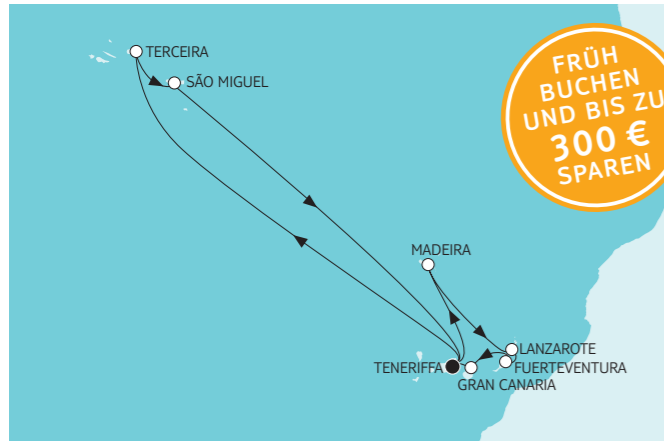 TERCEIRA
SÃO MIGUEL
FRÜH
BUCHEN
UND BIS ZU
300 €
SPAREN
MADEIRA
LANZAROTE
TENERIFFA
FUERTEVENTURA
GRAN CANARIA